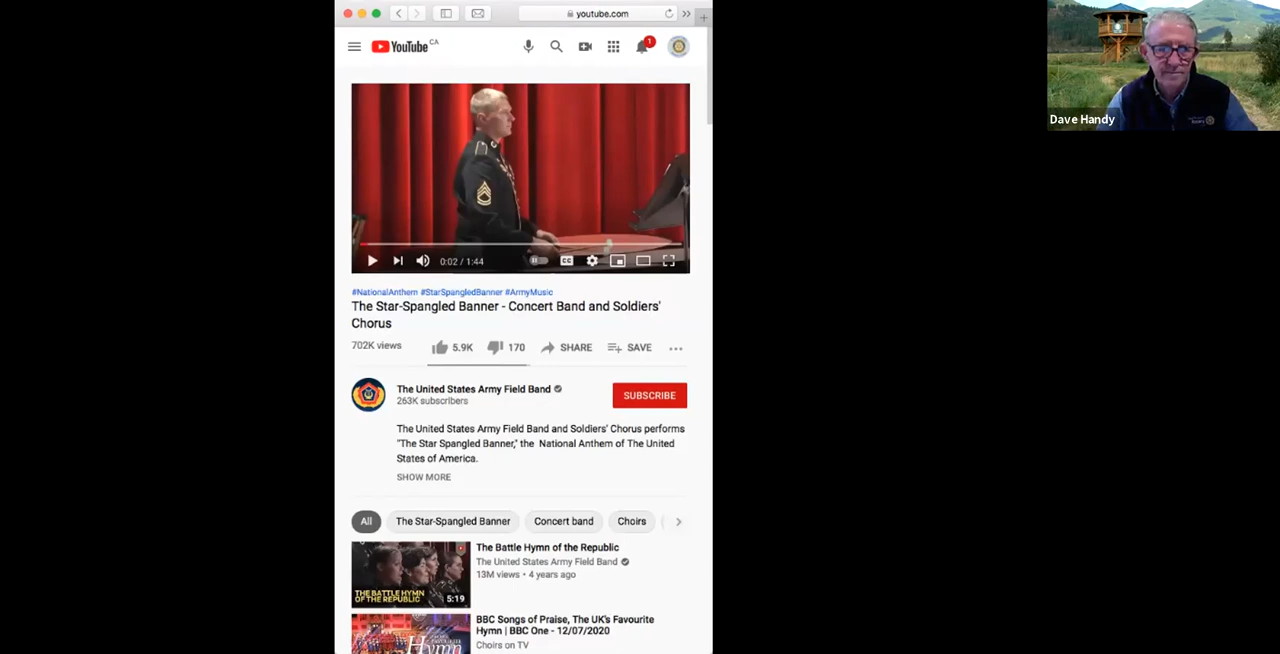 youtube.com
YouTube CA
1
0:02 / 1:44
CC
#NationalAnthem #StarSpangledBanner #ArmyMusic
The Star-Spangled Banner - Concert Band and Soldiers'
Chorus
702K views
5.9K
170
SHARE
SAVE
The United States Army Field Band
263K subscribers
SUBSCRIBE
The United States Army Field Band and Soldiers' Chorus performs
"The Star Spangled Banner," the National Anthem of The United
States of America.
SHOW MORE
All
The Star-Spangled Banner
Concert band
Choirs
THE BATTLE HYMN
OF THE REPUBLIC
5:19
The Battle Hymn of the Republic
The United States Army Field Band
13M views • 4 years ago
Hymn
BBC Songs of Praise, The UK's Favourite
Hymn | BBC One - 12/07/2020
Choirs on TV
Dave Handy